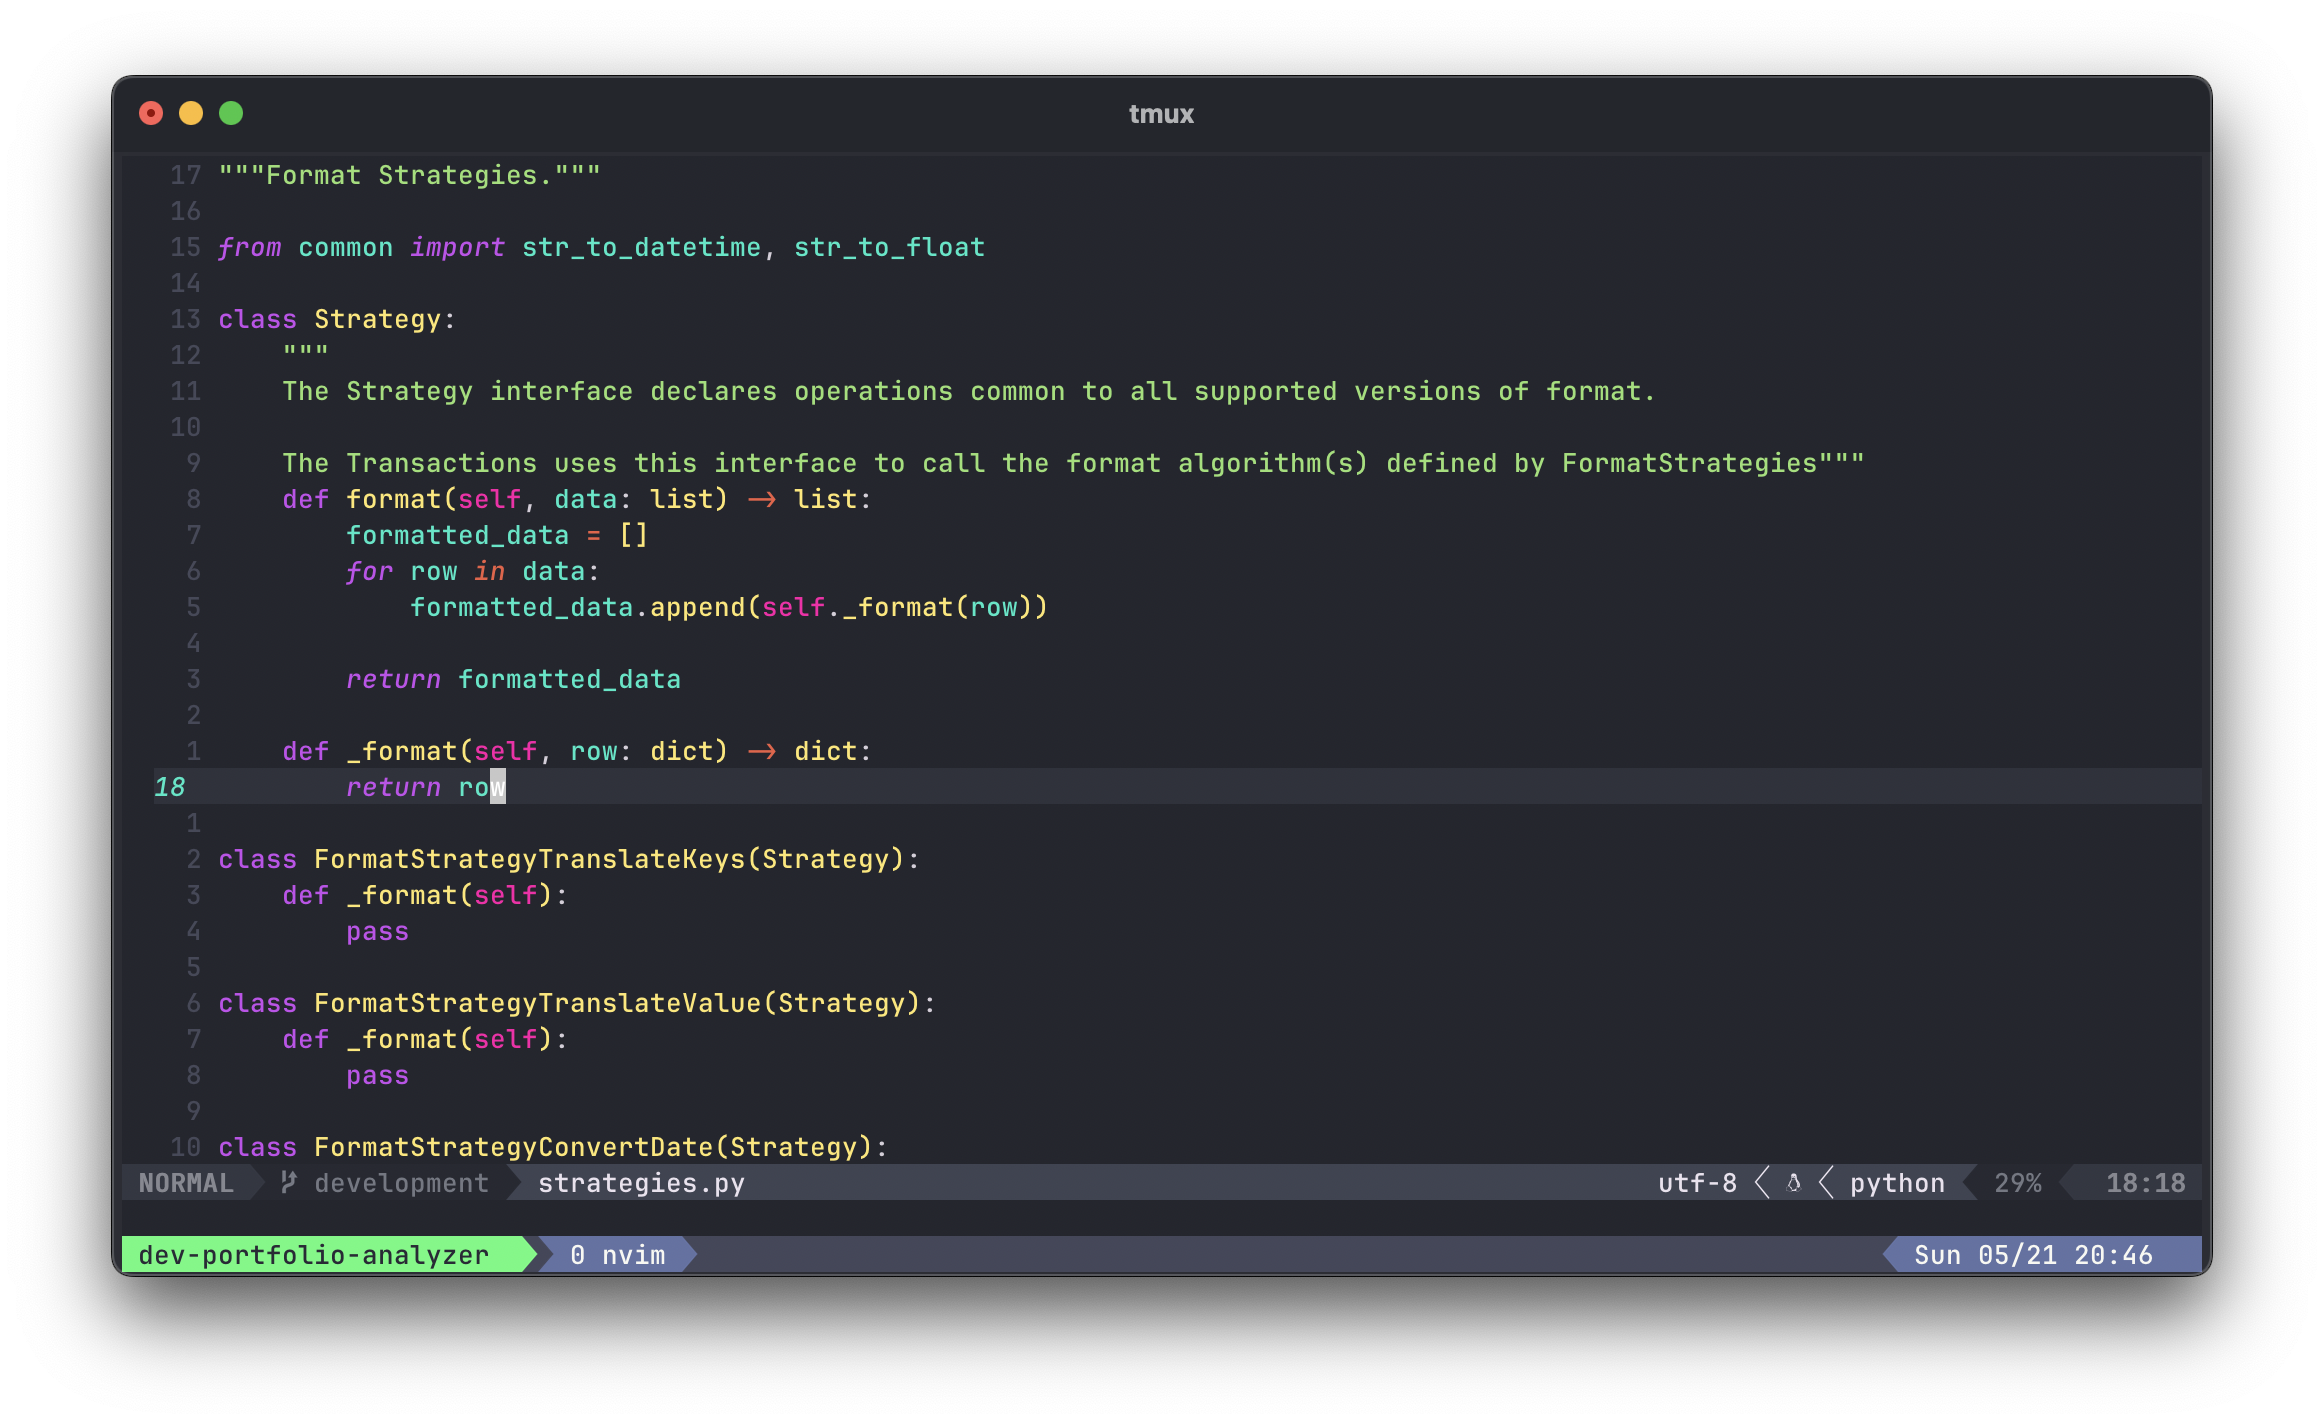 tmux
17 """Format Strategies."""
16
15 from common import str_to_datetime, str_to_float
14
13 class Strategy:
12     """
11     The Strategy interface declares operations common to all supported versions of format.
10
9     The Transactions uses this interface to call the format algorithm(s) defined by FormatStrategies"""
8     def format(self, data: list) -> list:
7         formatted_data = []
6         for row in data:
5             formatted_data.append(self._format(row))
4
3         return formatted_data
2
1     def _format(self, row: dict) -> dict:
18         return row
1
2 class FormatStrategyTranslateKeys(Strategy):
3     def _format(self):
4         pass
5
6 class FormatStrategyTranslateValue(Strategy):
7     def _format(self):
8         pass
9
10 class FormatStrategyConvertDate(Strategy):
NORMAL development strategies.py utf-8 python 29% 18:18
dev-portfolio-analyzer 0 nvim Sun 05/21 20:46